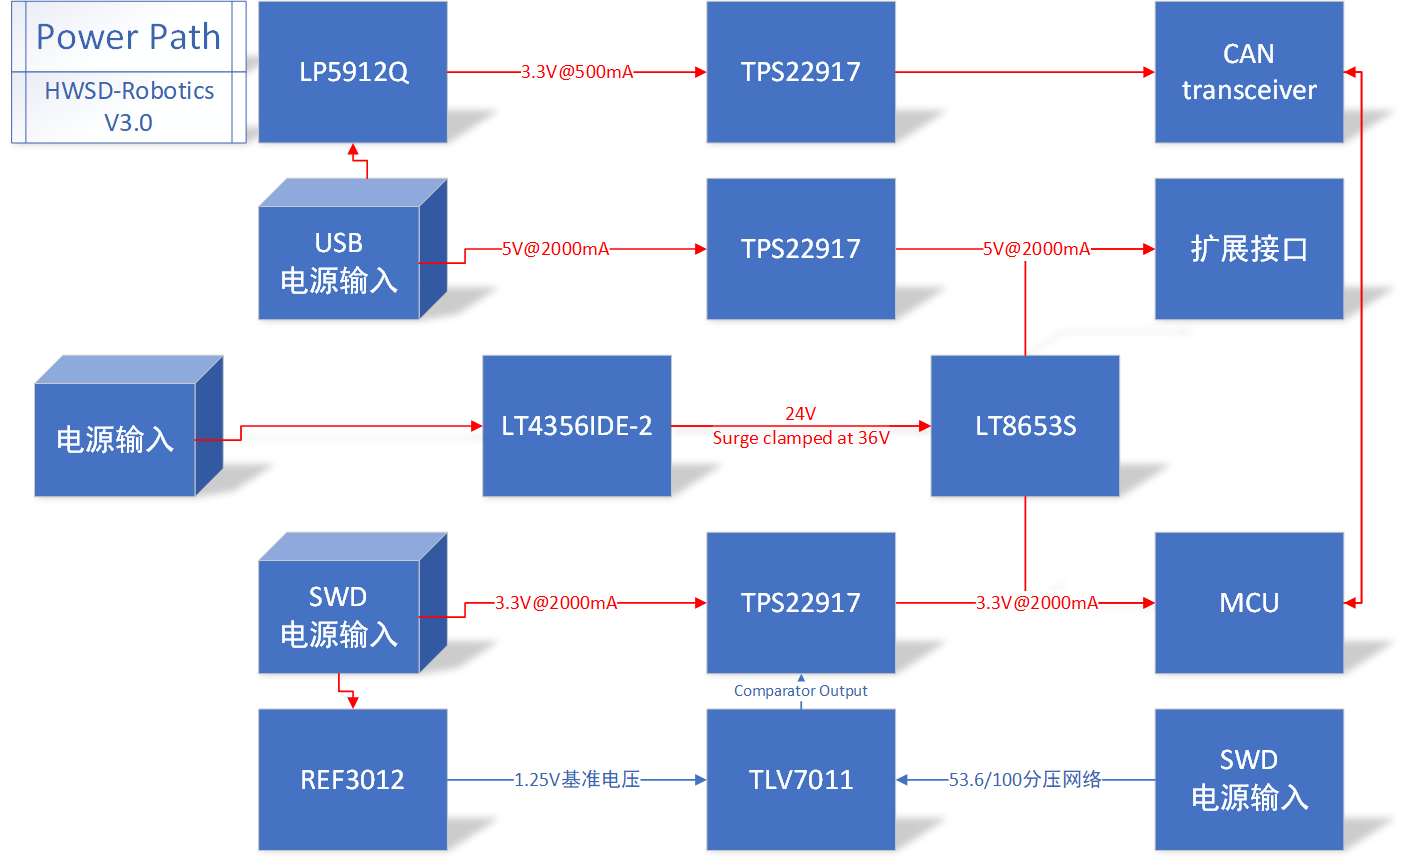 Power Path
HWSD-Robotics
V3.0
LP5912Q
3.3V@500mA
TPS22917
CAN
transceiver
USB
电源输入
5V@2000mA
TPS22917
5V@2000mA
扩展接口
电源输入
LT4356IDE-2
24V
Surge clamped at 36V
LT8653S
SWD
电源输入
3.3V@2000mA
TPS22917
3.3V@2000mA
MCU
Comparator Output
REF3012
1.25V基准电压
TLV7011
53.6/100分压网络
SWD
电源输入